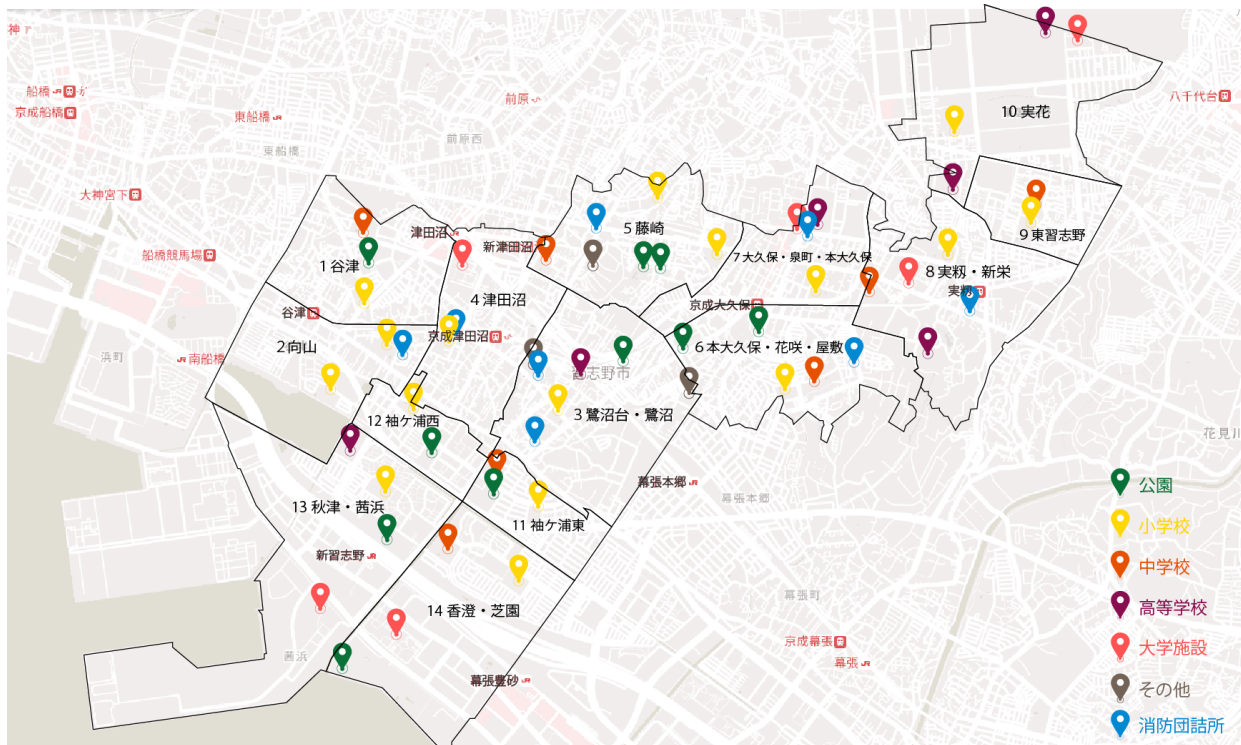 神
船橋 JR
京成船橋
東船橋 JR
東船橋
前原
前原西
八千代台
大神宮下
船橋競馬場
南船橋
浜町
津田沼 JR
新津田沼
谷津
京成津田沼
京成大久保
実籾
習志野市
幕張本郷 JR
幕張本郷
花見川
新習志野 JR
茜浜
幕張町
京成幕張
幕張 JR
幕張豊砂 JR
1 谷津
2 向山
3 鷺沼台・鷺沼
4 津田沼
5 藤崎
6 本大久保・花咲・屋敷
7 大久保・泉町・本大久保
8 実籾・新栄
9 東習志野
10 実花
11 袖ケ浦東
12 袖ケ浦西
13 秋津・茜浜
14 香澄・芝園
公園
小学校
中学校
高等学校
大学施設
その他
消防団詰所